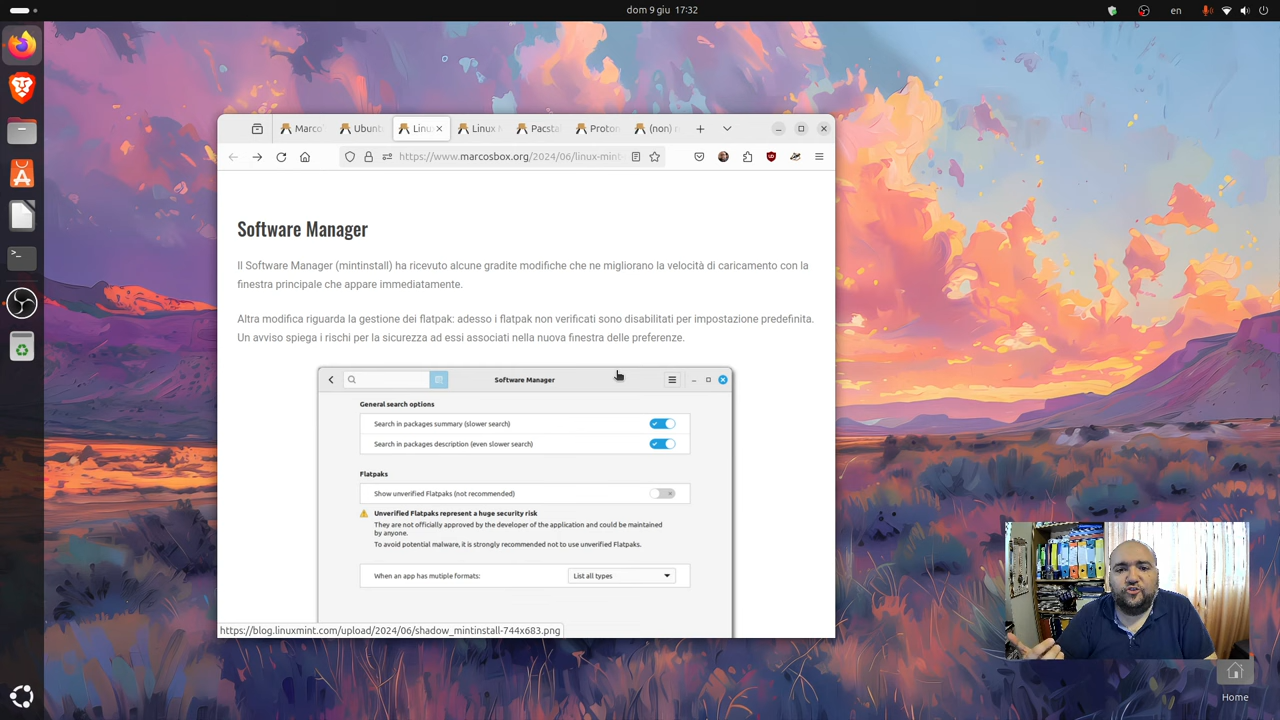 dom 9 giu 17:32
en
Marco'
Ubunt
Linux
Linux
Pacsta
Proton
(non) r
https://www.marcosbox.org/2024/06/linux-mint
Software Manager
Il Software Manager (mintinstall) ha ricevuto alcune gradite modifiche che ne migliorano la velocità di caricamento con la
finestra principale che appare immediatamente.
Altra modifica riguarda la gestione dei flatpak: adesso i flatpak non verificati sono disabilitati per impostazione predefinita.
Un avviso spiega i rischi per la sicurezza ad essi associati nella nuova finestra delle preferenze.
Software Manager
General search options
Search in packages summary (slower search)
Search in packages description (even slower search)
Flatpaks
Show unverified Flatpaks (not recommended)
Unverified Flatpaks represent a huge security risk
They are not officially approved by the developer of the application and could be maintained
by anyone.
To avoid potential malware, it is strongly recommended not to use unverified Flatpaks.
When an app has mutiple formats:
List all types
https://blog.linuxmint.com/upload/2024/06/shadow_mintinstall-744x683.png
Home